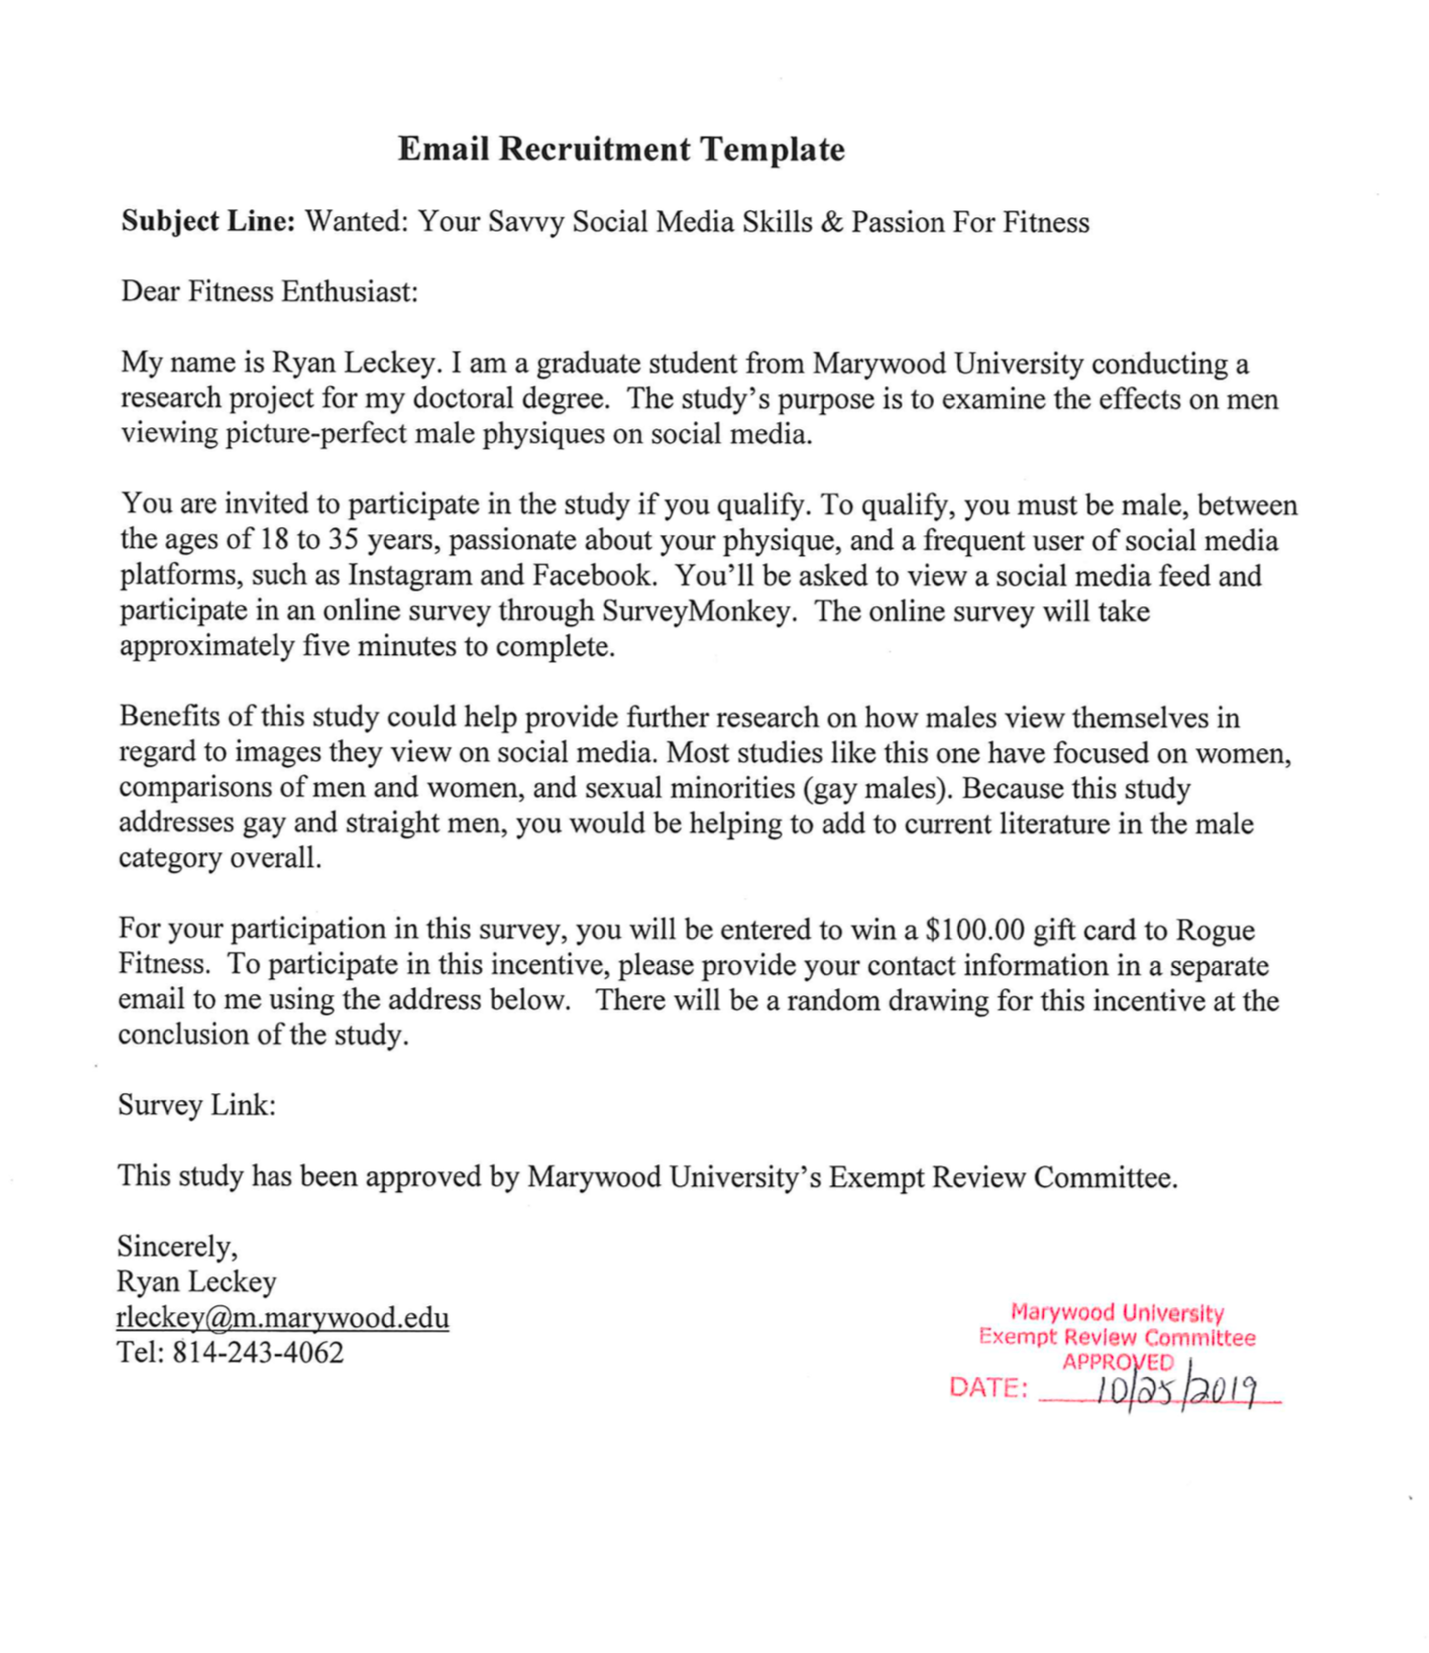 Email Recruitment Template
Subject Line: Wanted: Your Savvy Social Media Skills & Passion For Fitness
Dear Fitness Enthusiast:
My name is Ryan Leckey. I am a graduate student from Marywood University conducting a
research project for my doctoral degree.  The study's purpose is to examine the effects on men
viewing picture-perfect male physiques on social media.
You are invited to participate in the study if you qualify. To qualify, you must be male, between
the ages of 18 to 35 years, passionate about your physique, and a frequent user of social media
platforms, such as Instagram and Facebook.  You'll be asked to view a social media feed and
participate in an online survey through SurveyMonkey.  The online survey will take
approximately five minutes to complete.
Benefits of this study could help provide further research on how males view themselves in
regard to images they view on social media. Most studies like this one have focused on women,
comparisons of men and women, and sexual minorities (gay males). Because this study
addresses gay and straight men, you would be helping to add to current literature in the male
category overall.
For your participation in this survey, you will be entered to win a $100.00 gift card to Rogue
Fitness.  To participate in this incentive, please provide your contact information in a separate
email to me using the address below.   There will be a random drawing for this incentive at the
conclusion of the study.
Survey Link:
This study has been approved by Marywood University's Exempt Review Committee.
Sincerely,
Ryan Leckey
rleckey@m.marywood.edu
Tel: 814-243-4062
Marywood University
Exempt Review Committee
APPROVED
DATE: 10/25/2019